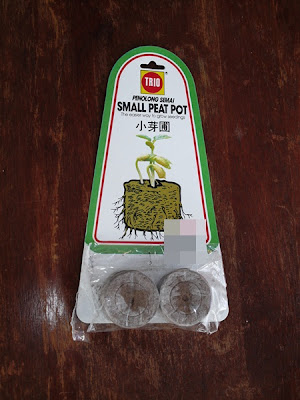 TRIO
PENOLONG SEMAI
SMALL PEAT POT
The easier way to grow seedlings
小芽圃